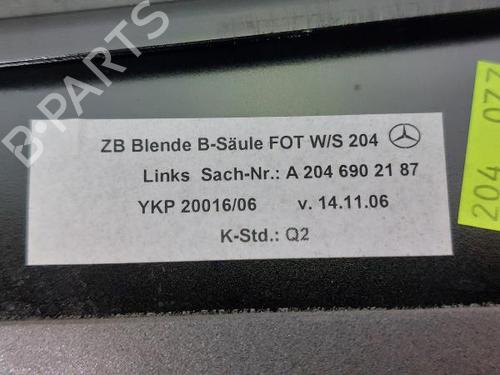 ZB Blende B-Säule FOT W/S 204
Links Sach-Nr.: A 204 690 21 87
YKP 20016/06 v. 14.11.06
K-Std.: Q2
204 077
B-PARTS